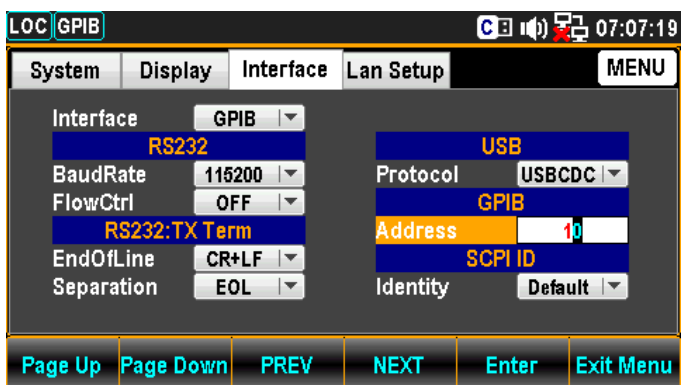 LOC GPIB C 07:07:19
System Display Interface Lan Setup MENU
Interface GPIB
RS232 USB
BaudRate 115200 Protocol USBCDC
FlowCtrl OFF GPIB
RS232:TX Term Address 10
EndOfLine CR+LF SCPI ID
Separation EOL Identity Default
Page Up Page Down PREV NEXT Enter Exit Menu